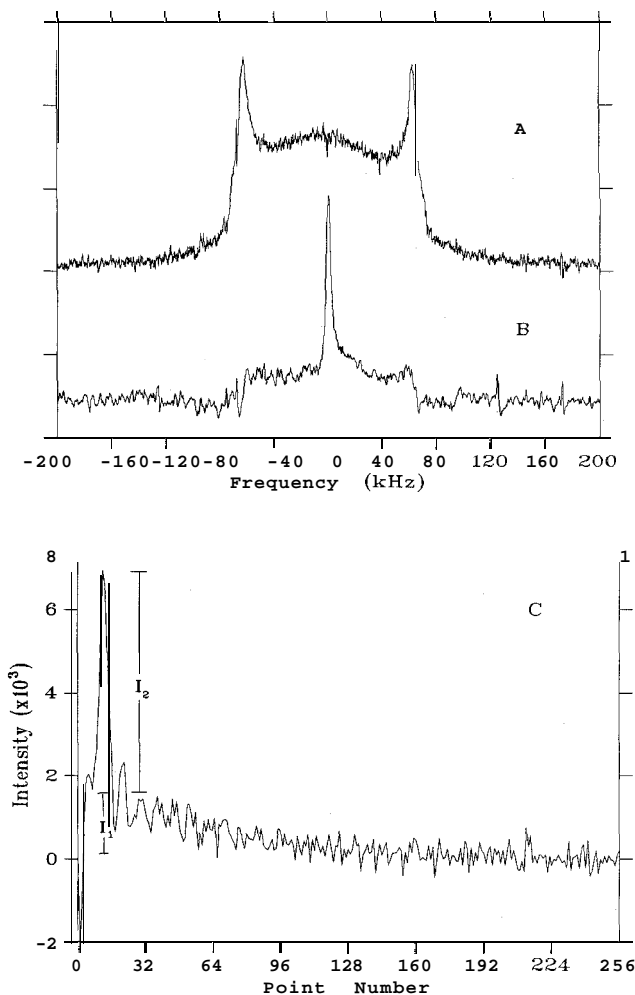 A
B
-200 -160 -120 -80 -40 0 40 80 120 160 200
Frequency (kHz)
8 1
6 C
Intensity (x10³)
I₂
4
2
I₁
0
-2
0 32 64 96 128 160 192 224 256
Point Number